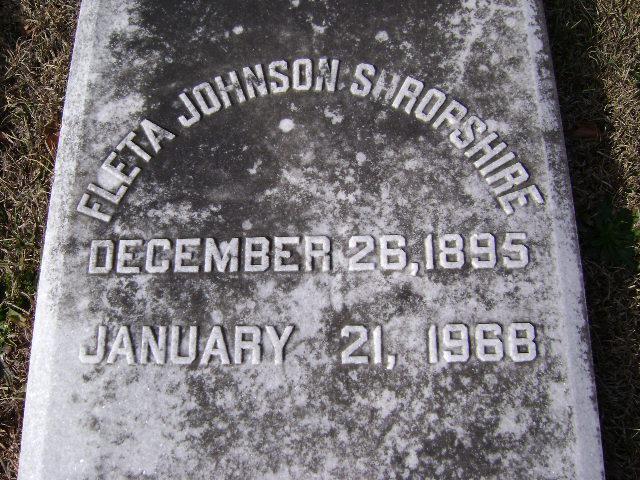 FLETA JOHNSON SHROPSHIRE
DECEMBER 26, 1895
JANUARY 21, 1968